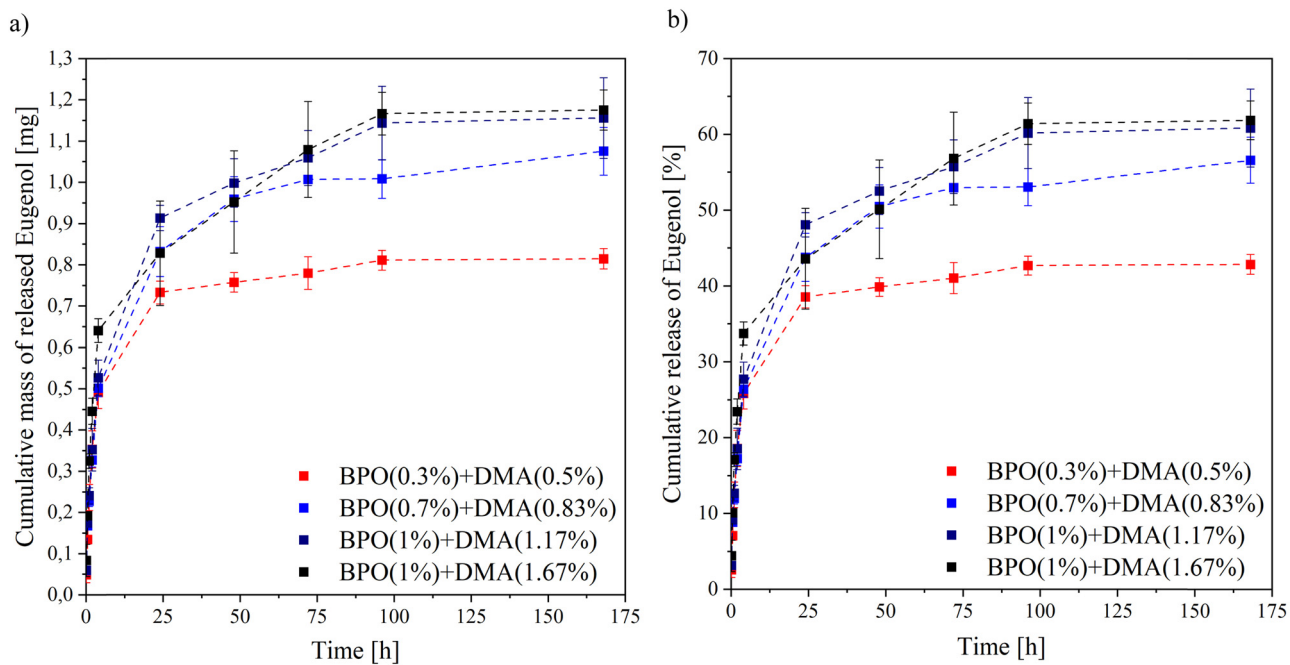 a)
Cumulative mass of released Eugenol [mg]
1,3
1,2
1,1
1,0
0,9
0,8
0,7
0,6
0,5
0,4
0,3
0,2
0,1
0,0
BPO(0.3%)+DMA(0.5%)
BPO(0.7%)+DMA(0.83%)
BPO(1%)+DMA(1.17%)
BPO(1%)+DMA(1.67%)
0 25 50 75 100 125 150 175
Time [h]
b)
Cumulative release of Eugenol [%]
70
60
50
40
30
20
10
0
BPO(0.3%)+DMA(0.5%)
BPO(0.7%)+DMA(0.83%)
BPO(1%)+DMA(1.17%)
BPO(1%)+DMA(1.67%)
0 25 50 75 100 125 150 175
Time [h]